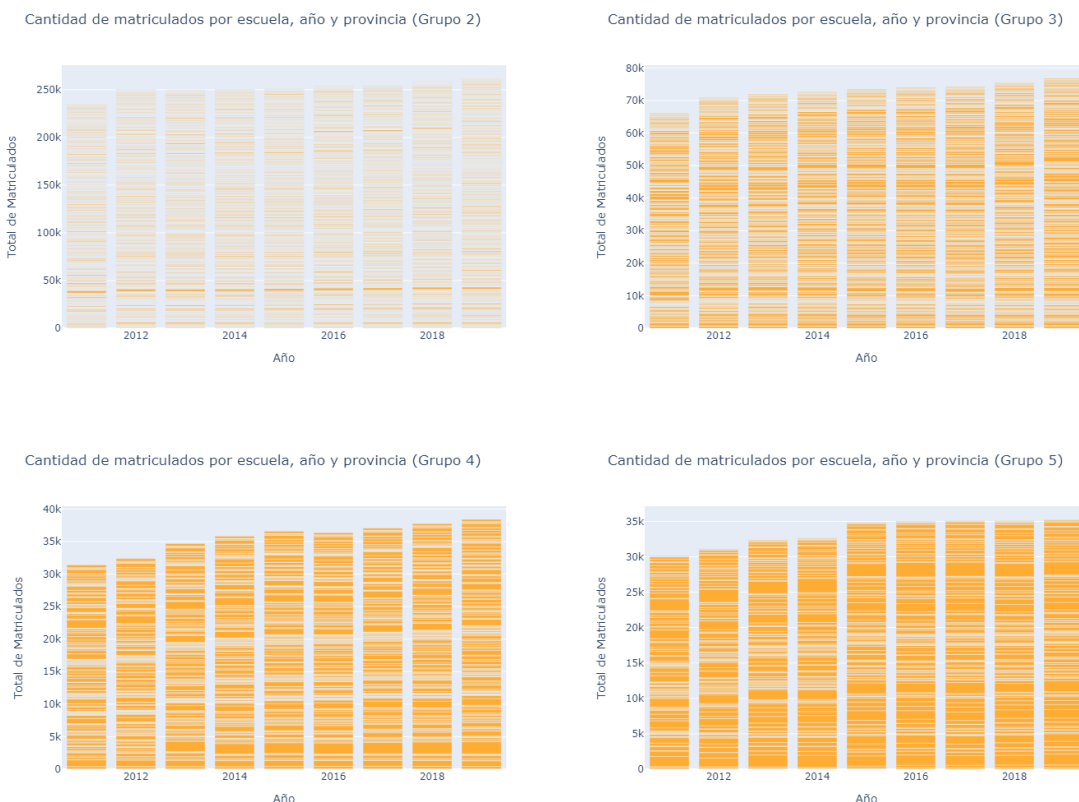 Cantidad de matriculados por escuela, año y provincia (Grupo 2)
250k
200k
150k
100k
50k
0
Total de Matriculados
2012
2014
2016
2018
Año
Cantidad de matriculados por escuela, año y provincia (Grupo 3)
80k
70k
60k
50k
40k
30k
20k
10k
0
Total de Matriculados
2012
2014
2016
2018
Año
Cantidad de matriculados por escuela, año y provincia (Grupo 4)
40k
35k
30k
25k
20k
15k
10k
5k
0
Total de Matriculados
2012
2014
2016
2018
Año
Cantidad de matriculados por escuela, año y provincia (Grupo 5)
35k
30k
25k
20k
15k
10k
5k
0
Total de Matriculados
2012
2014
2016
2018
Año